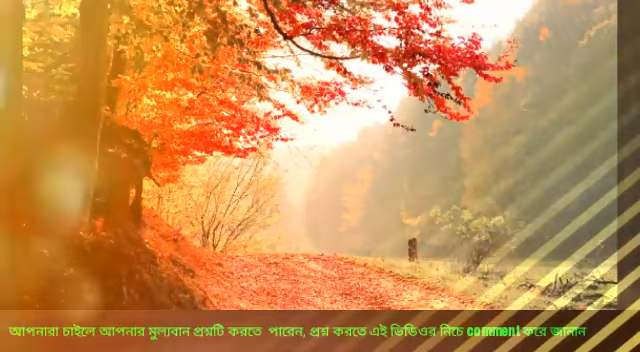 আপনারা চাইলে আপনার মুল্যবান প্রশ্নটি করতে পারেন, প্রশ্ন করতে এই ভিডিওর নিচে comment করে জানান